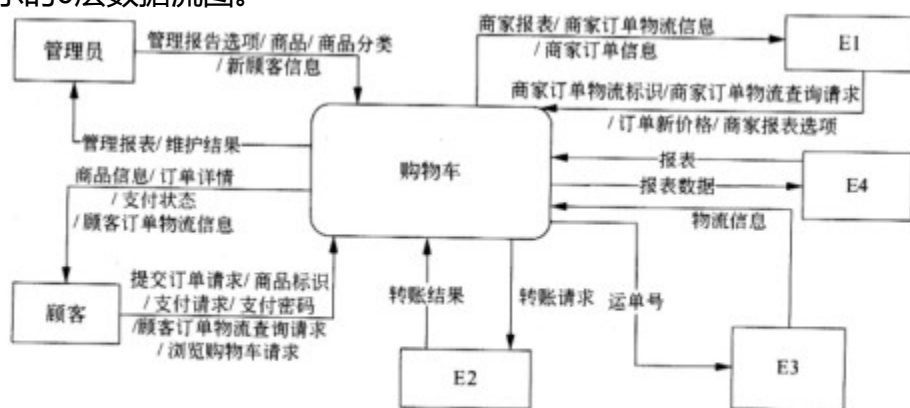 示的0层数据流图。
管理员
管理报告选项/ 商品/ 商品分类
/ 新顾客信息
商家报表/ 商家订单物流信息
/ 商家订单信息
E1
商家订单物流标识/商家订单物流查询请求
/ 订单新价格/ 商家报表选项
管理报表/ 维护结果
购物车
报表
报表数据
E4
商品信息/ 订单详情
/ 支付状态
/ 顾客订单物流信息
物流信息
顾客
提交订单请求/ 商品标识
/ 支付请求/ 支付密码
/顾客订单物流查询请求
/ 浏览购物车请求
转账结果
转账请求
运单号
E2
E3